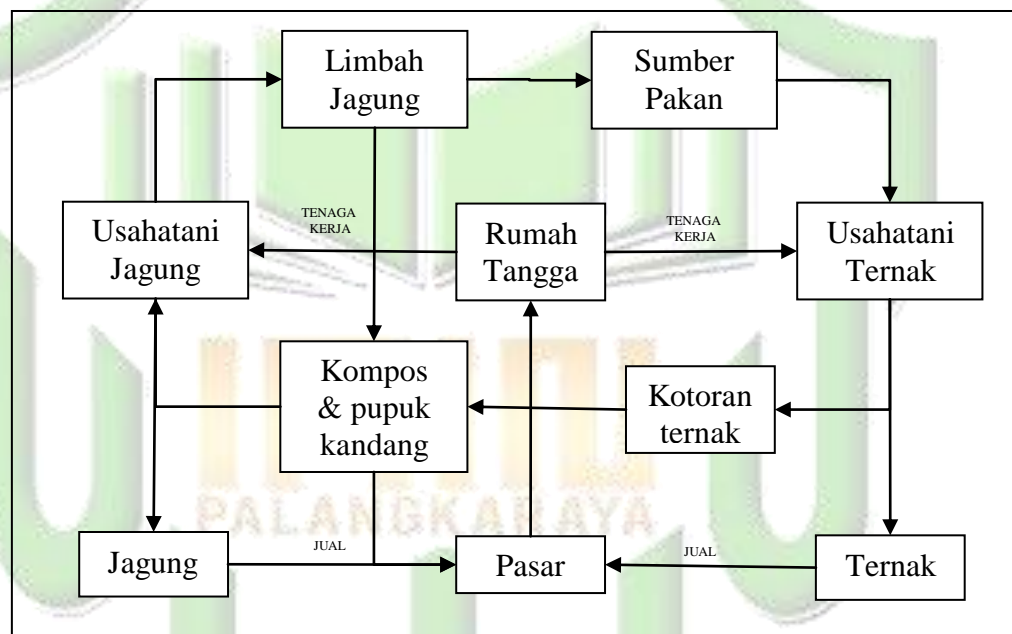 Limbah
Jagung
Sumber
Pakan
Usahatani
Jagung
TENAGA
KERJA
Rumah
Tangga
TENAGA
KERJA
Usahatani
Ternak
Kompos
& pupuk
kandang
Kotoran
ternak
PALANGKARAYA
Jagung
JUAL
Pasar
JUAL
Ternak